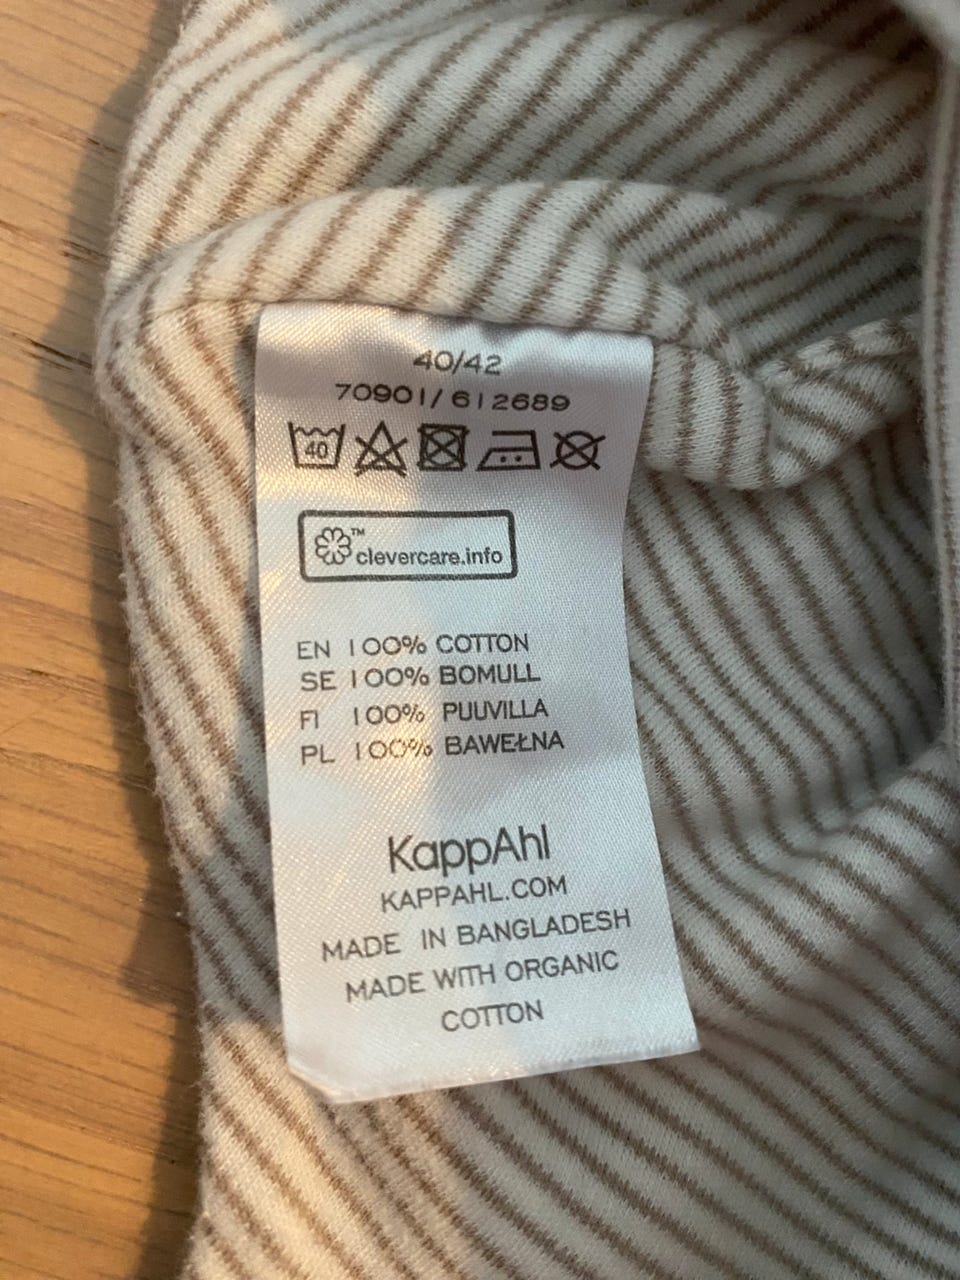 40/42
70901/612689
40
™
clevercare.info
EN 100% COTTON
SE 100% BOMULL
FI 100% PUUVILLA
PL 100% BAWEŁNA
KappAhl
KAPPAHL.COM
MADE IN BANGLADESH
MADE WITH ORGANIC
COTTON